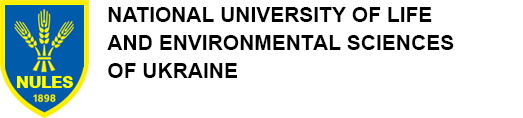 NATIONAL UNIVERSITY OF LIFE
AND ENVIRONMENTAL SCIENCES
OF UKRAINE
NULES
1898